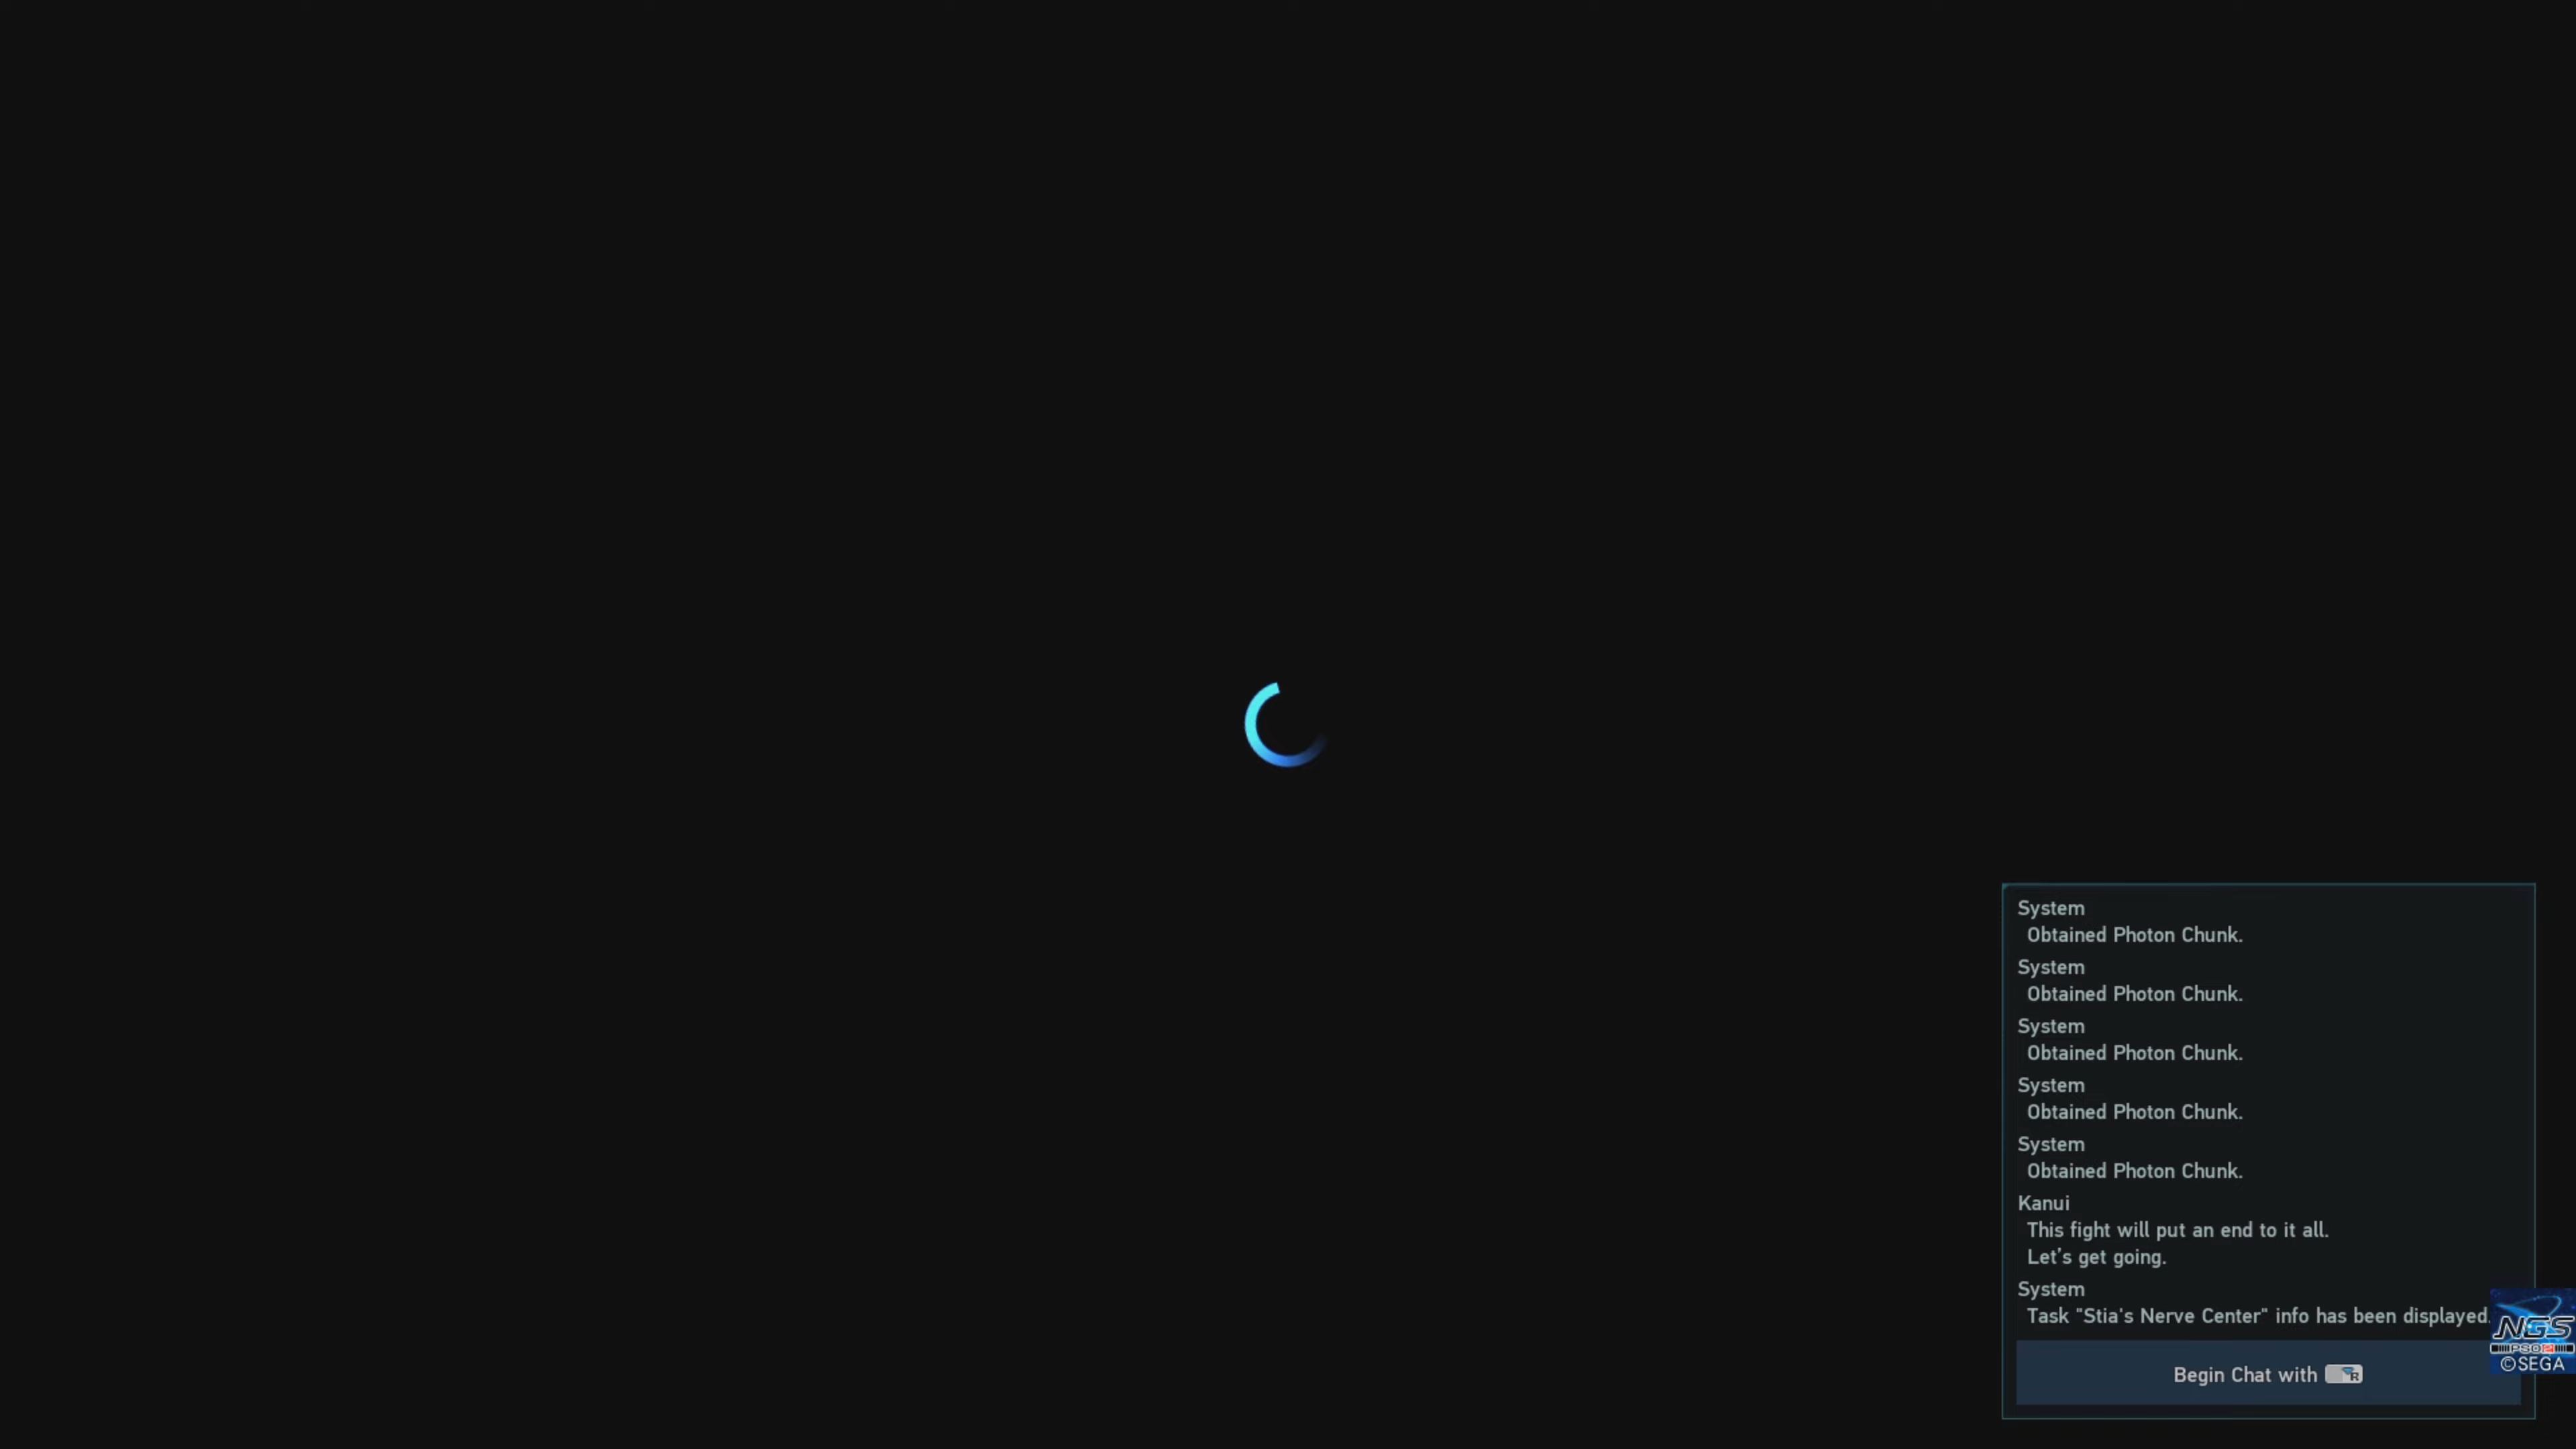 System
Obtained Photon Chunk.
System
Obtained Photon Chunk.
System
Obtained Photon Chunk.
System
Obtained Photon Chunk.
System
Obtained Photon Chunk.
Kanui
This fight will put an end to it all.
Let's get going.
System
Task "Stia's Nerve Center" info has been displayed.
Begin Chat with R
NGS
PSO2
©SEGA